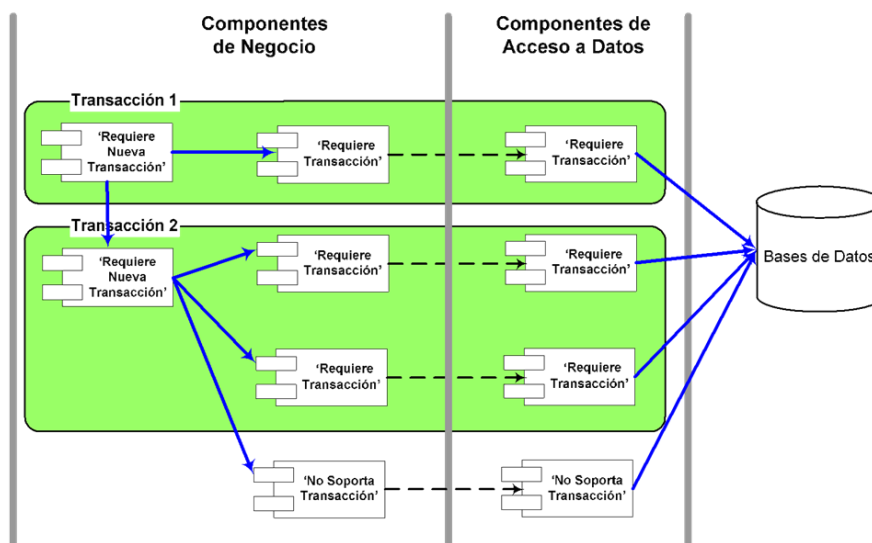 Componentes
de Negocio
Componentes de
Acceso a Datos
Transacción 1
‘Requiere
Nueva
Transacción’
‘Requiere
Transacción’
‘Requiere
Transacción’
Transacción 2
‘Requiere
Nueva
Transacción’
‘Requiere
Transacción’
‘Requiere
Transacción’
Bases de Datos
‘Requiere
Transacción’
‘Requiere
Transacción’
‘No Soporta
Transacción’
‘No Soporta
Transacción’